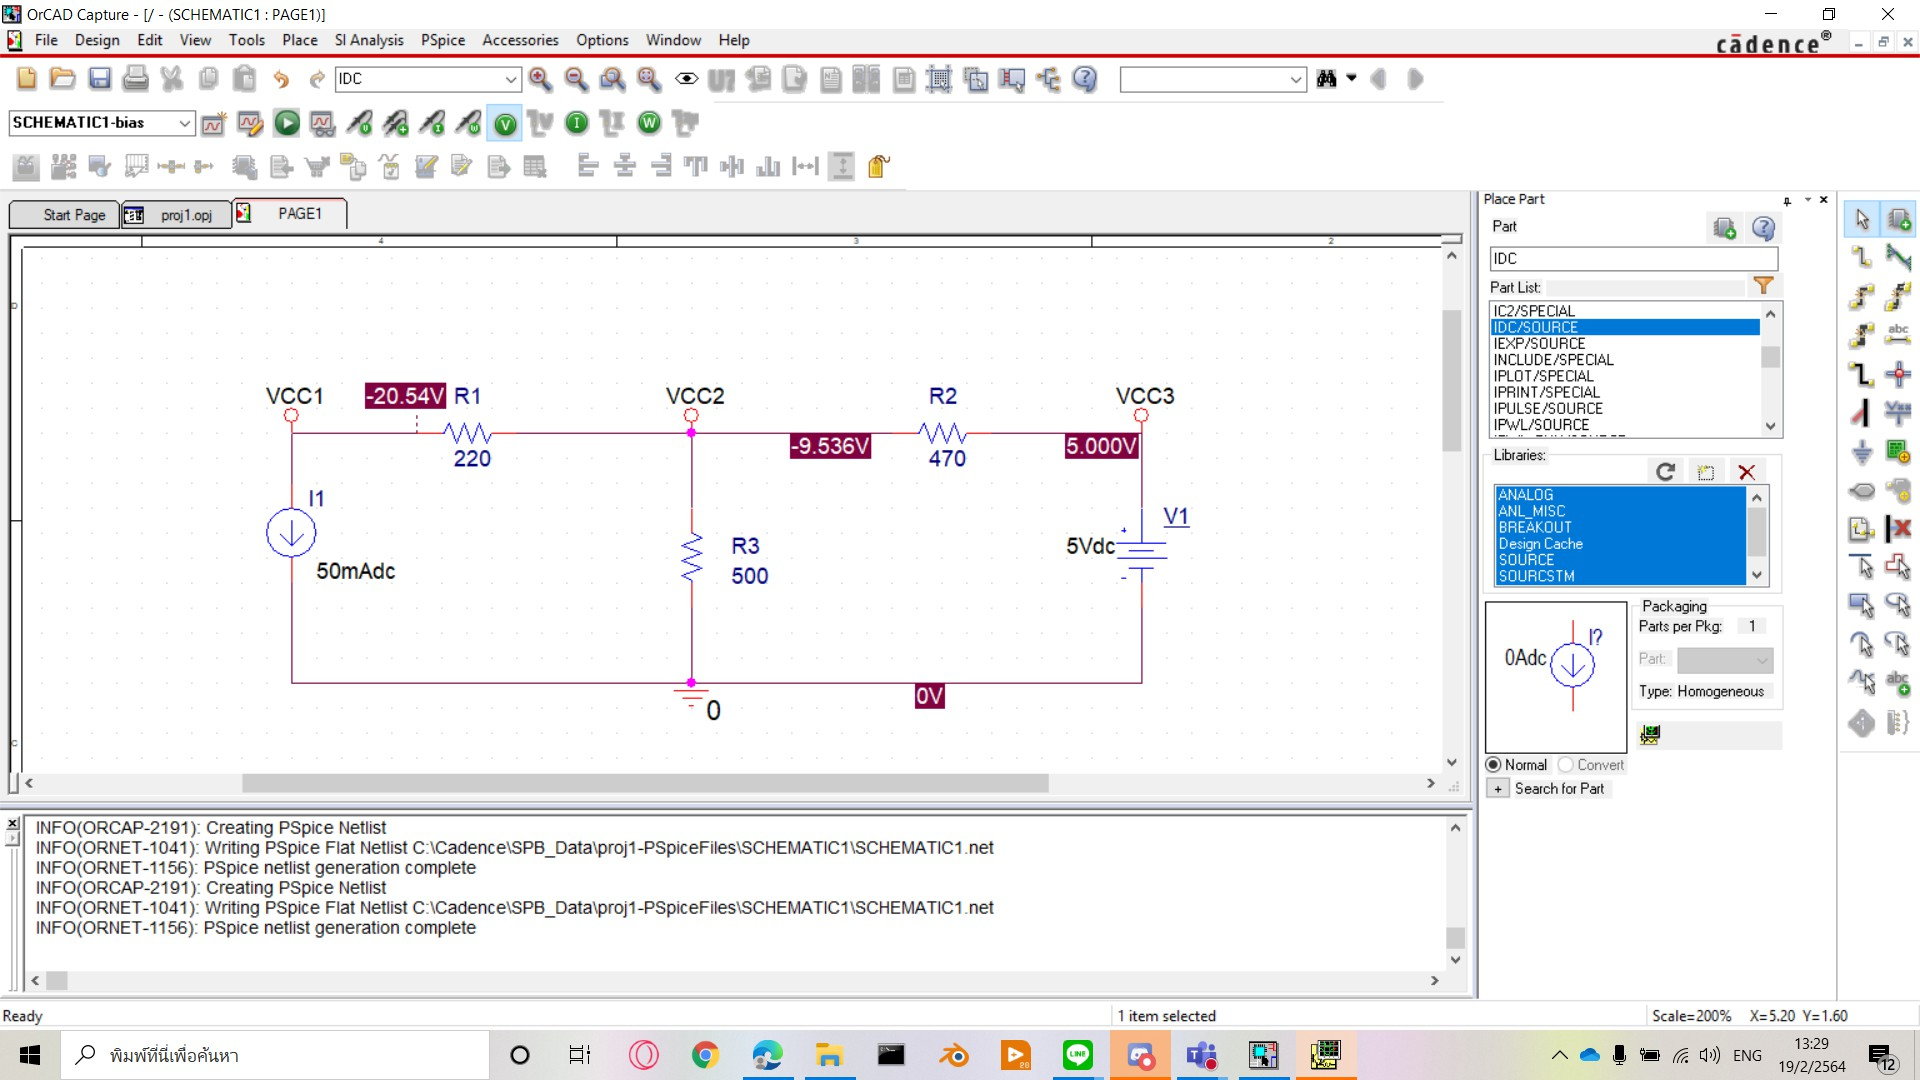 OrCAD Capture - [/ - (SCHEMATIC1 : PAGE1)]
File Design Edit View Tools Place SI Analysis PSpice Accessories Options Window Help
cādence®
IDC
U?
SCHEMATIC1-bias
V I W
Start Page proj1.opj PAGE1
4 3 2
D
C
VCC1 -20.54V R1 VCC2 R2 VCC3
220 -9.536V 470 5.000V
I1
50mAdc
R3
500
V1
+
5Vdc
-
0V
0
INFO(ORCAP-2191): Creating PSpice Netlist
INFO(ORNET-1041): Writing PSpice Flat Netlist C:\Cadence\SPB_Data\proj1-PSpiceFiles\SCHEMATIC1\SCHEMATIC1.net
INFO(ORNET-1156): PSpice netlist generation complete
INFO(ORCAP-2191): Creating PSpice Netlist
INFO(ORNET-1041): Writing PSpice Flat Netlist C:\Cadence\SPB_Data\proj1-PSpiceFiles\SCHEMATIC1\SCHEMATIC1.net
INFO(ORNET-1156): PSpice netlist generation complete
Place Part
Part
IDC
Part List:
IC2/SPECIAL
IDC/SOURCE
IEXP/SOURCE
INCLUDE/SPECIAL
IPLOT/SPECIAL
IPRINT/SPECIAL
IPULSE/SOURCE
IPWL/SOURCE
Libraries:
ANALOG
ANL_MISC
BREAKOUT
Design Cache
SOURCE
SOURCSTM
I?
0Adc
Packaging
Parts per Pkg: 1
Part:
Type: Homogeneous
Normal Convert
+ Search for Part
abc
abc
Ready 1 item selected Scale=200% X=5.20 Y=1.60
พิมพ์ที่นี่เพื่อค้นหา
LINE
ENG
13:29
19/2/2564
12